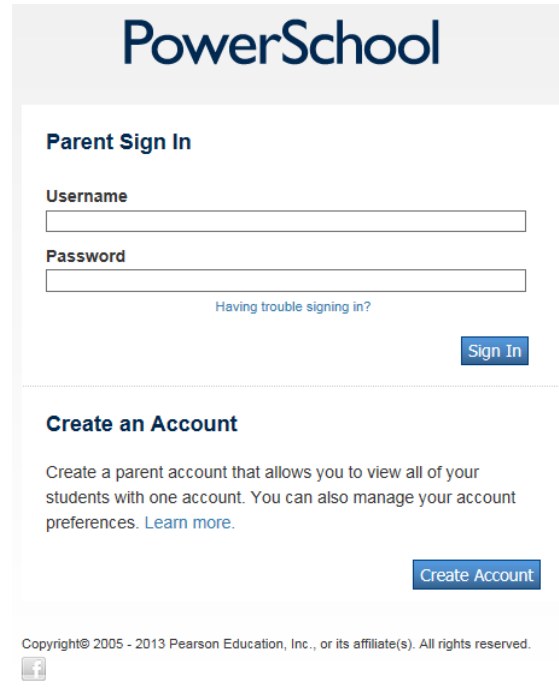 PowerSchool
Parent Sign In
Username
Password
Having trouble signing in?
Sign In
Create an Account
Create a parent account that allows you to view all of your
students with one account. You can also manage your account
preferences. Learn more.
Create Account
Copyright© 2005 - 2013 Pearson Education, Inc., or its affiliate(s). All rights reserved.
f